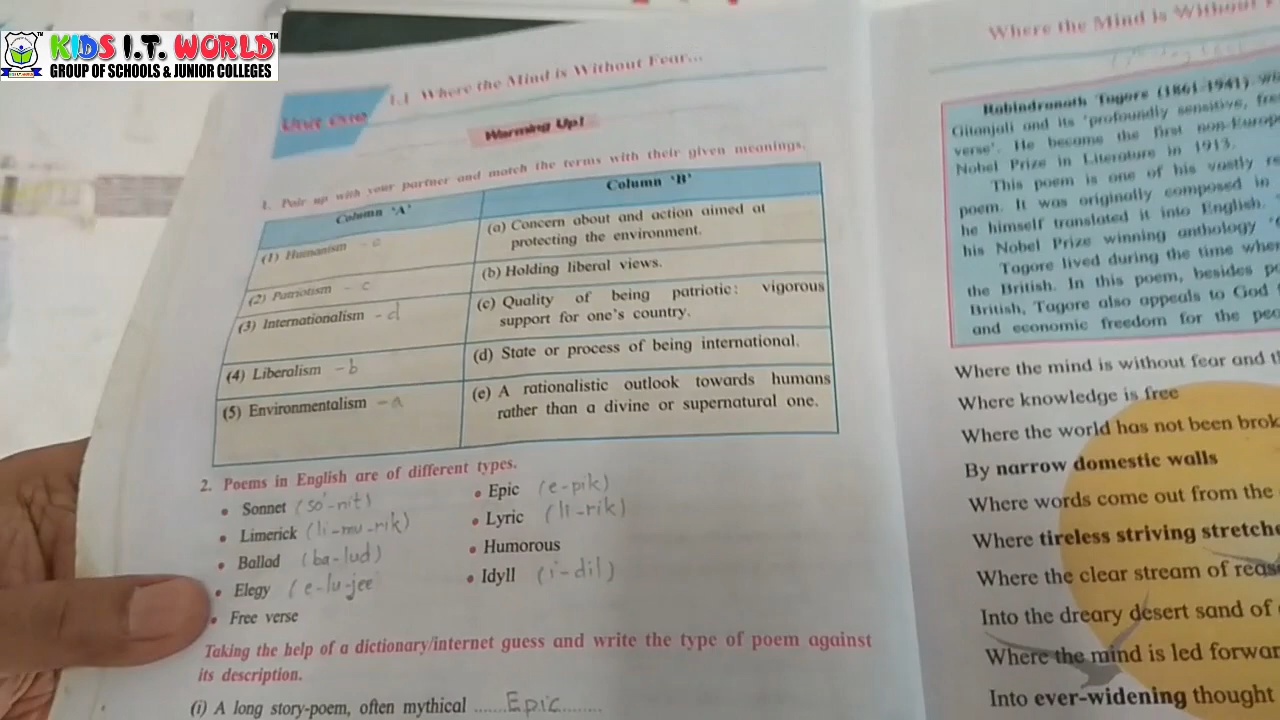 KIDS I.T. WORLD
GROUP OF SCHOOLS & JUNIOR COLLEGES
Unit one
1.1 Where the Mind is Without Fear...
Warming Up!
1. Pair up with your partner and match the terms with their given meanings.
Column 'A'
Column 'B'
(1) Humanism - e
(a) Concern about and action aimed at
protecting the environment.
(2) Patriotism - c
(b) Holding liberal views.
(3) Internationalism - d
(c) Quality of being patriotic: vigorous
support for one's country.
(4) Liberalism - b
(d) State or process of being international.
(5) Environmentalism - a
(e) A rationalistic outlook towards humans
rather than a divine or supernatural one.
2. Poems in English are of different types.
• Sonnet (so'-nit)
• Epic (e-pik)
• Limerick (li-mu-rik)
• Lyric (li-rik)
• Ballad (ba-lud)
• Humorous
• Elegy (e-lu-jee
• Idyll (i'-dil)
• Free verse
Taking the help of a dictionary/internet guess and write the type of poem against
its description.
(i) A long story-poem, often mythical ......Epic........
Where the Mind is Without
Rabindranath Tagore (1861-1941)
Gitanjali and its 'profoundly sensitive,
verse'. He became the first
Nobel Prize in Literature in 1913.
This poem is one of his vastly
poem. It was originally composed in
he himself translated it into English.
his Nobel Prize winning anthology
Tagore lived during the time
the British. In this poem, besides
British, Tagore also appeals to God
and economic freedom for the
Where the mind is without fear and
Where knowledge is free
Where the world has not been
By narrow domestic walls
Where words come out from the
Where tireless striving
Where the clear stream of
Into the dreary desert sand of
Where the mind is led
Into ever-widening thought